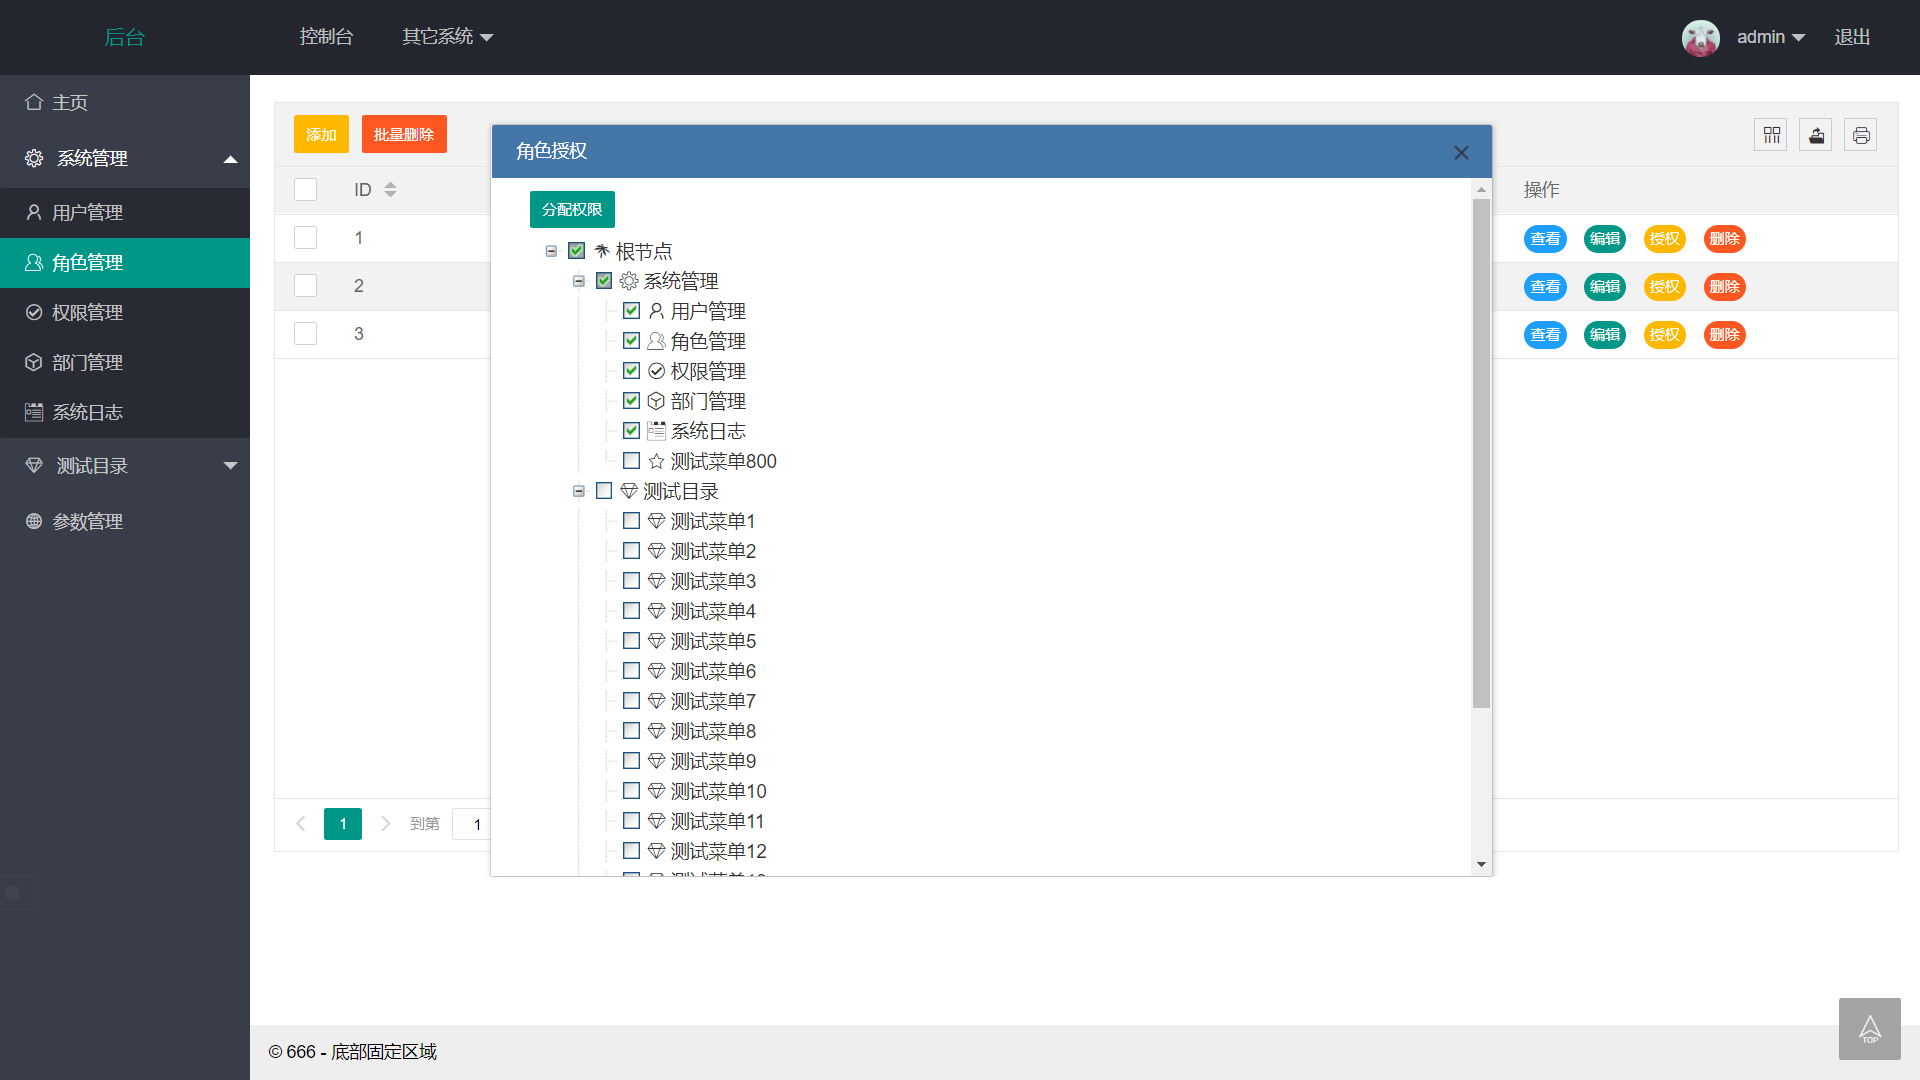 后台
控制台
其它系统
admin
退出
主页
系统管理
用户管理
角色管理
权限管理
部门管理
系统日志
测试目录
参数管理
添加
批量删除
ID
操作
1
查看 编辑 授权 删除
2
查看 编辑 授权 删除
3
查看 编辑 授权 删除
1
到第
1
角色授权
分配权限
根节点
系统管理
用户管理
角色管理
权限管理
部门管理
系统日志
测试菜单800
测试目录
测试菜单1
测试菜单2
测试菜单3
测试菜单4
测试菜单5
测试菜单6
测试菜单7
测试菜单8
测试菜单9
测试菜单10
测试菜单11
测试菜单12
© 666 - 底部固定区域
TOP